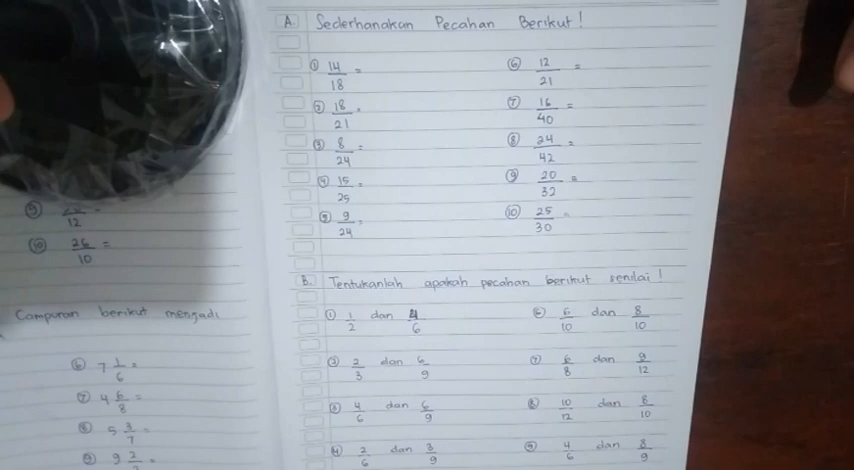 A. Sederhanakan Pecahan Berikut!
① 14/18 =
② 18/21 =
③ 8/24 =
④ 15/25 =
⑤ 9/24 =
⑥ 12/21 =
⑦ 16/40 =
⑧ 24/42 =
⑨ 20/32 =
⑩ 25/30 =
B. Tentukanlah apakah pecahan berikut senilai!
① 1/2 dan 4/6
② 2/3 dan 6/9
③ 4/6 dan 6/9
④ 2/6 dan 3/9
⑥ 6/10 dan 8/10
⑦ 6/8 dan 9/12
⑧ 10/12 dan 8/10
⑨ 4/6 dan 8/9
⑨ /12 =
⑩ 26/10 =
Campuran berikut mengadi
⑥ 7 1/6 =
⑦ 4 6/8 =
⑧ 5 3/7 =
⑨ 9 2/ =